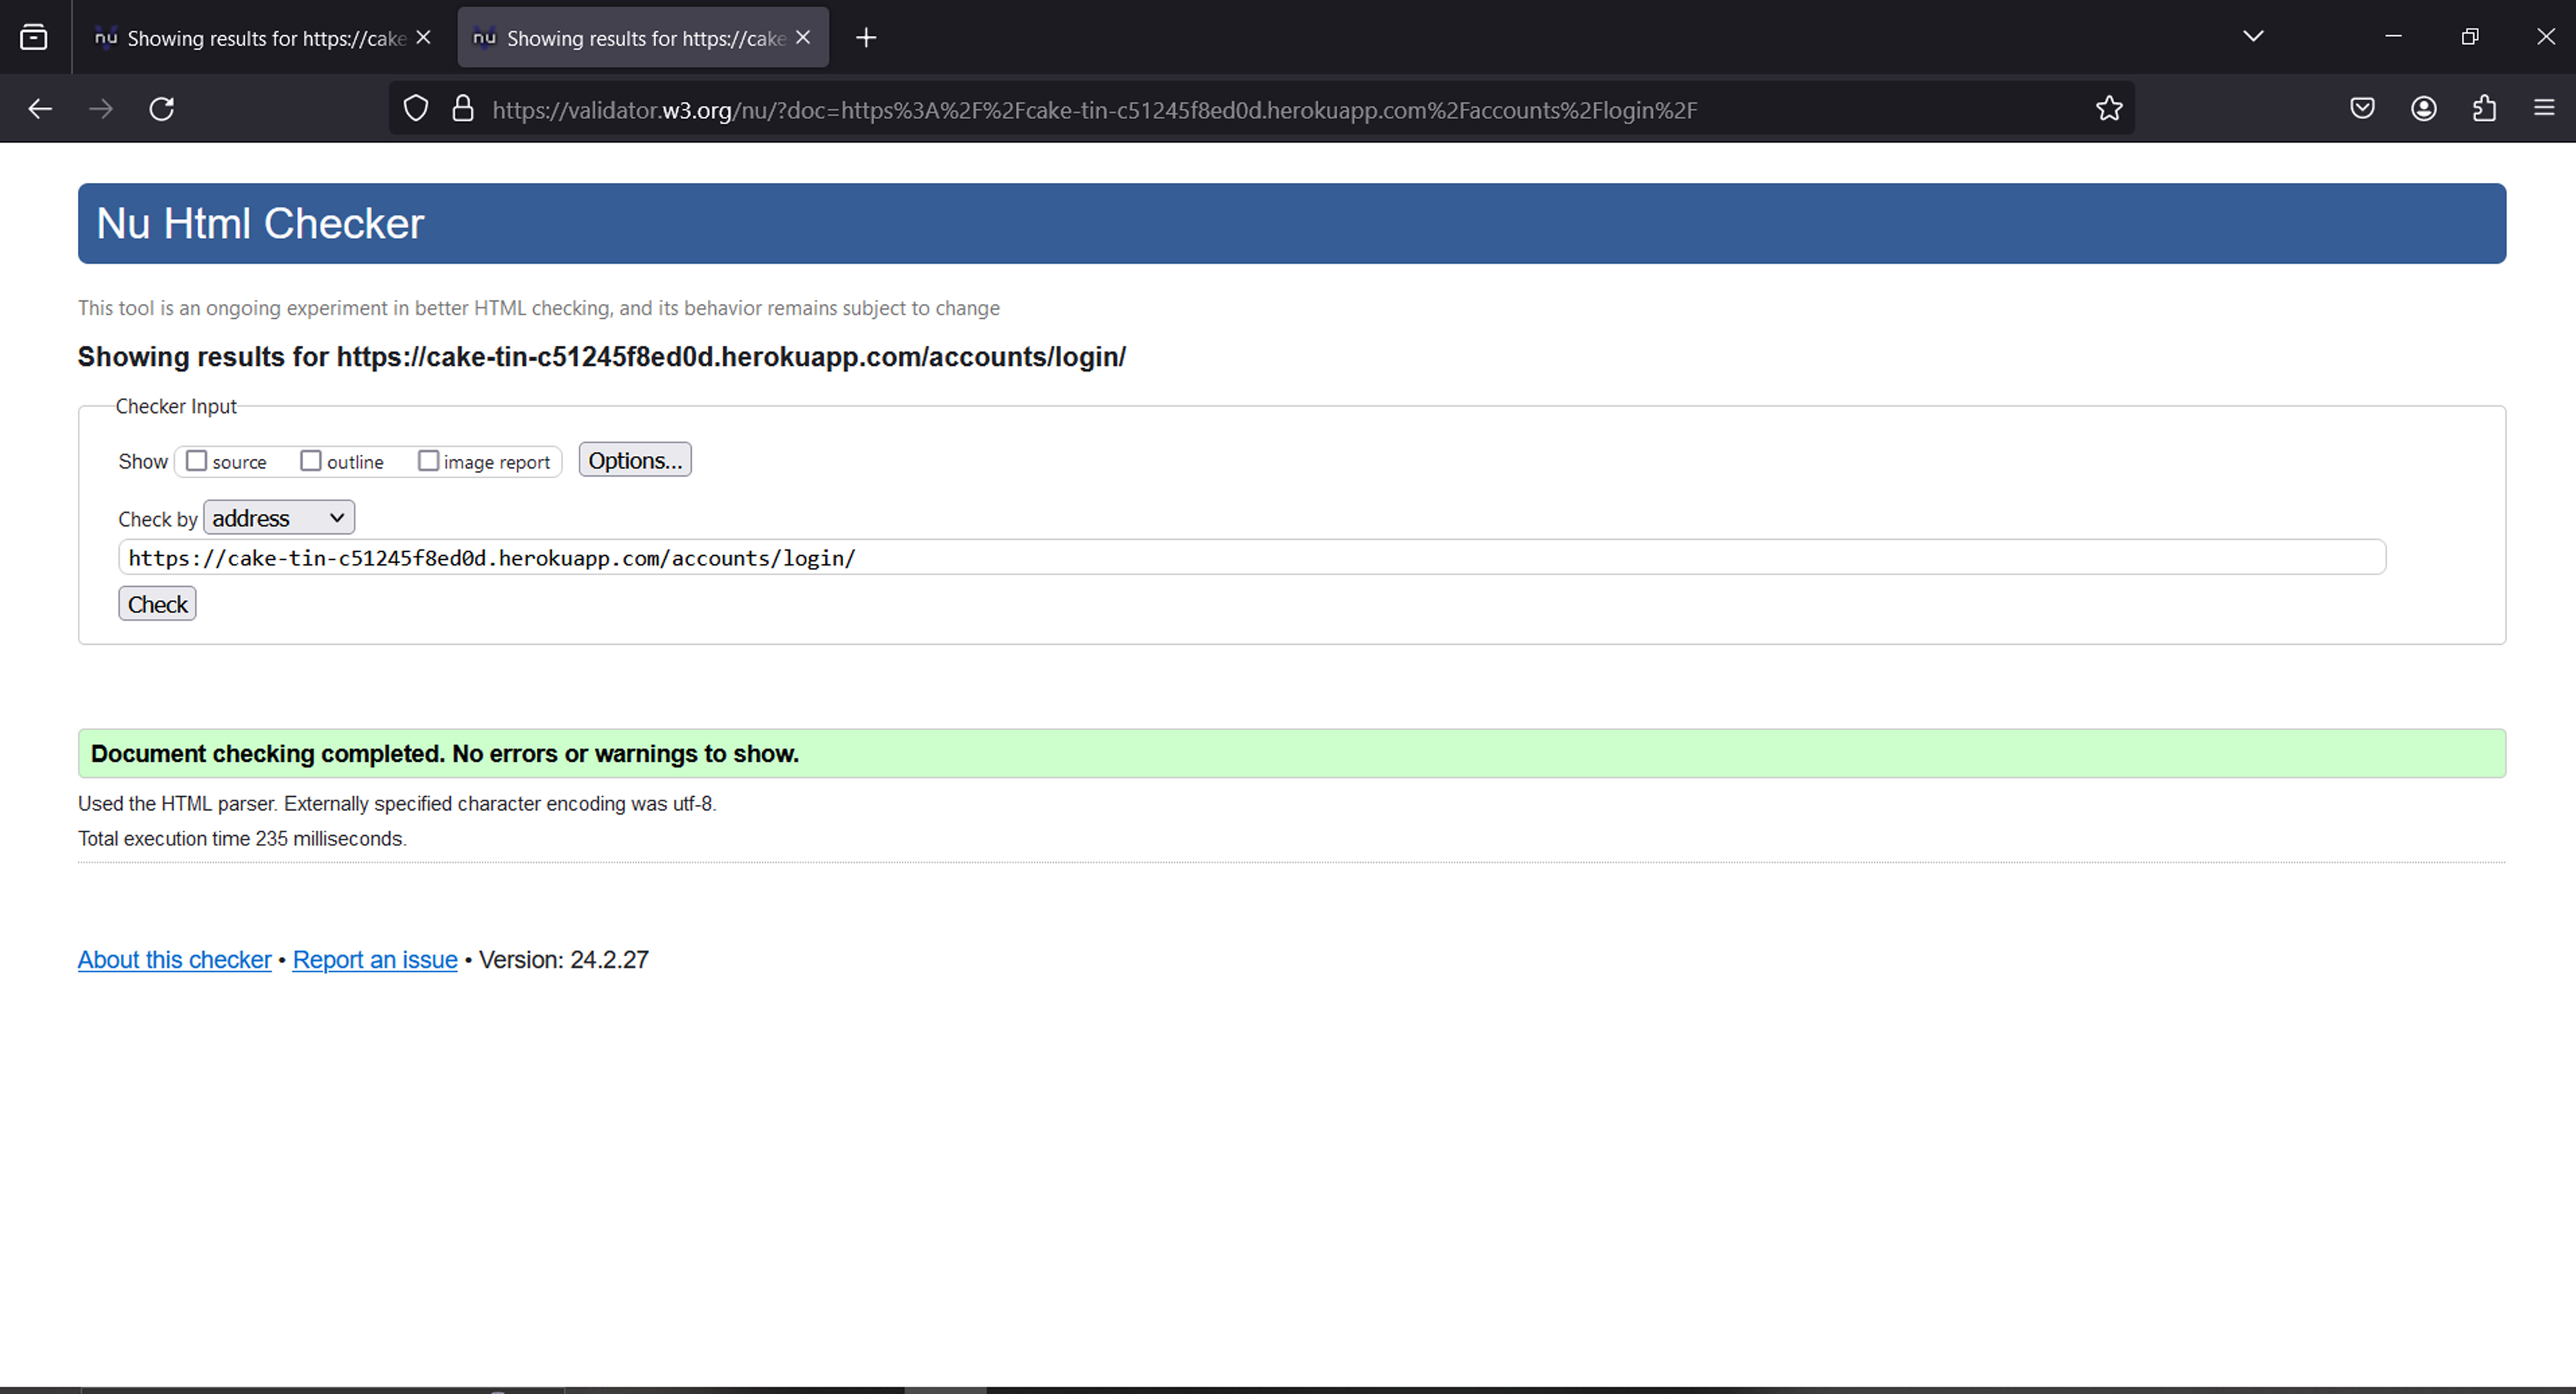 nu Showing results for https://cake
nu Showing results for https://cake
https://validator.w3.org/nu/?doc=https%3A%2F%2Fcake-tin-c51245f8ed0d.herokuapp.com%2Faccounts%2Flogin%2F
Nu Html Checker
This tool is an ongoing experiment in better HTML checking, and its behavior remains subject to change
Showing results for https://cake-tin-c51245f8ed0d.herokuapp.com/accounts/login/
Checker Input
Show source outline image report Options...
Check by address
https://cake-tin-c51245f8ed0d.herokuapp.com/accounts/login/
Check
Document checking completed. No errors or warnings to show.
Used the HTML parser. Externally specified character encoding was utf-8.
Total execution time 235 milliseconds.
About this checker • Report an issue • Version: 24.2.27